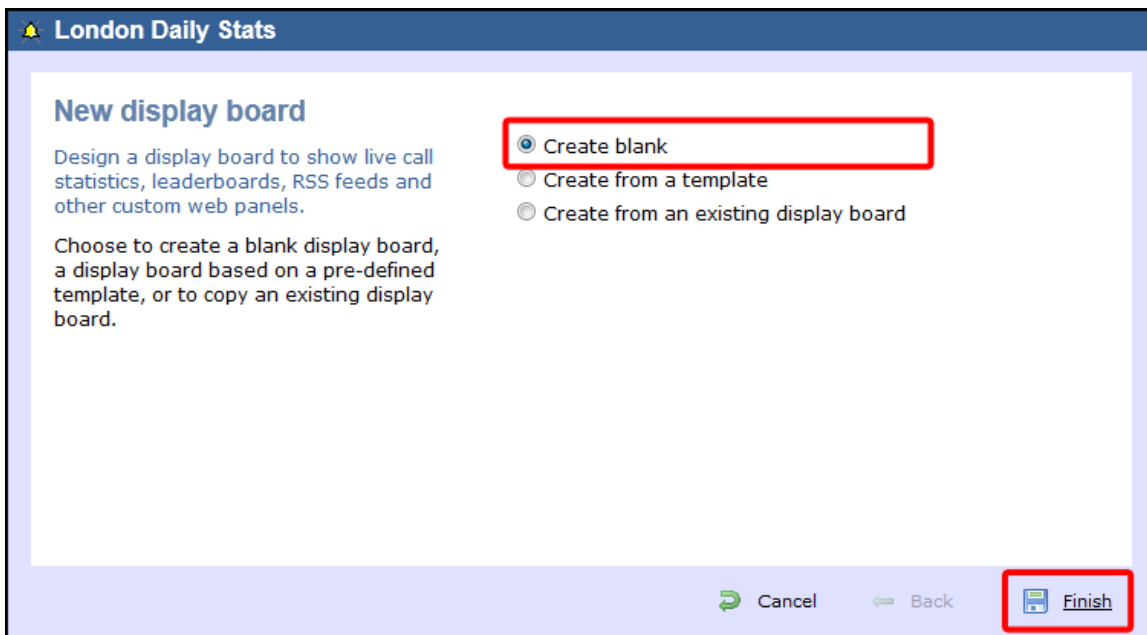 London Daily Stats
New display board
Design a display board to show live call
statistics, leaderboards, RSS feeds and
other custom web panels.
Choose to create a blank display board,
a display board based on a pre-defined
template, or to copy an existing display
board.
Create blank
Create from a template
Create from an existing display board
Cancel
Back
Finish